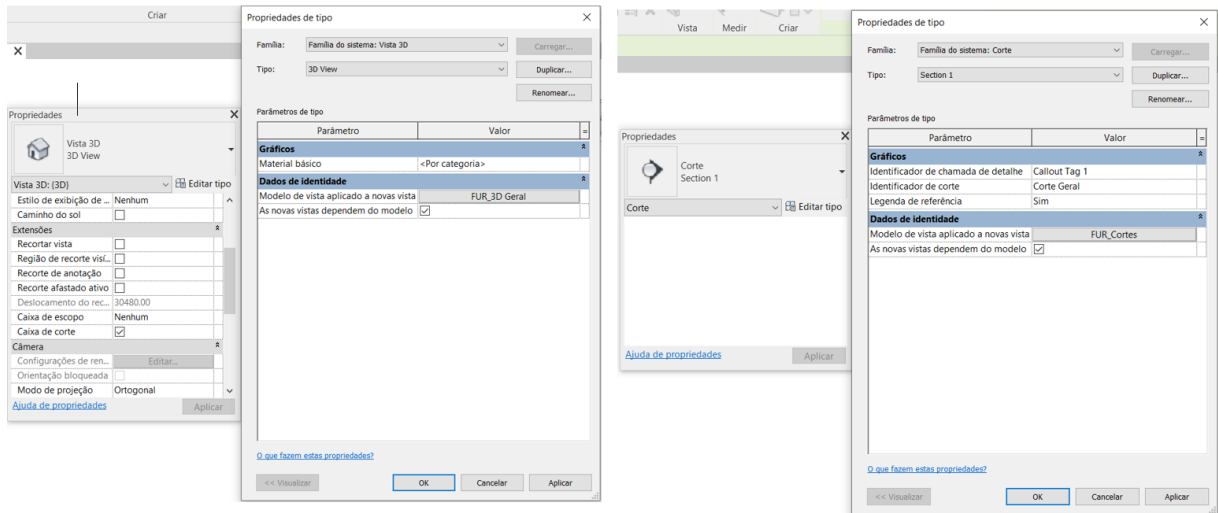 Criar
Propriedades
Vista 3D
3D View
Vista 3D: {3D}
Editar tipo
Estilo de exibição de ... Nenhum
Caminho do sol
Extensões
Recortar vista
Região de recorte visí...
Recorte de anotação
Recorte afastado ativo
Deslocamento do rec... 30480.00
Caixa de escopo Nenhum
Caixa de corte
Câmera
Configurações de ren... Editar...
Orientação bloqueada
Modo de projeção Ortogonal
Ajuda de propriedades Aplicar
Propriedades de tipo
Família: Família do sistema: Vista 3D Carregar...
Tipo: 3D View Duplicar...
Renomear...
Parâmetros de tipo
Parâmetro Valor =
Gráficos
Material básico <Por categoria>
Dados de identidade
Modelo de vista aplicado a novas vista FUR_3D Geral
As novas vistas dependem do modelo
O que fazem estas propriedades?
<< Visualizar OK Cancelar Aplicar
Vista Medir Criar
Propriedades
Corte
Section 1
Corte Editar tipo
Ajuda de propriedades Aplicar
Propriedades de tipo
Família: Família do sistema: Corte Carregar...
Tipo: Section 1 Duplicar...
Renomear...
Parâmetros de tipo
Parâmetro Valor =
Gráficos
Identificador de chamada de detalhe Callout Tag 1
Identificador de corte Corte Geral
Legenda de referência Sim
Dados de identidade
Modelo de vista aplicado a novas vista FUR_Cortes
As novas vistas dependem do modelo
O que fazem estas propriedades?
<< Visualizar OK Cancelar Aplicar